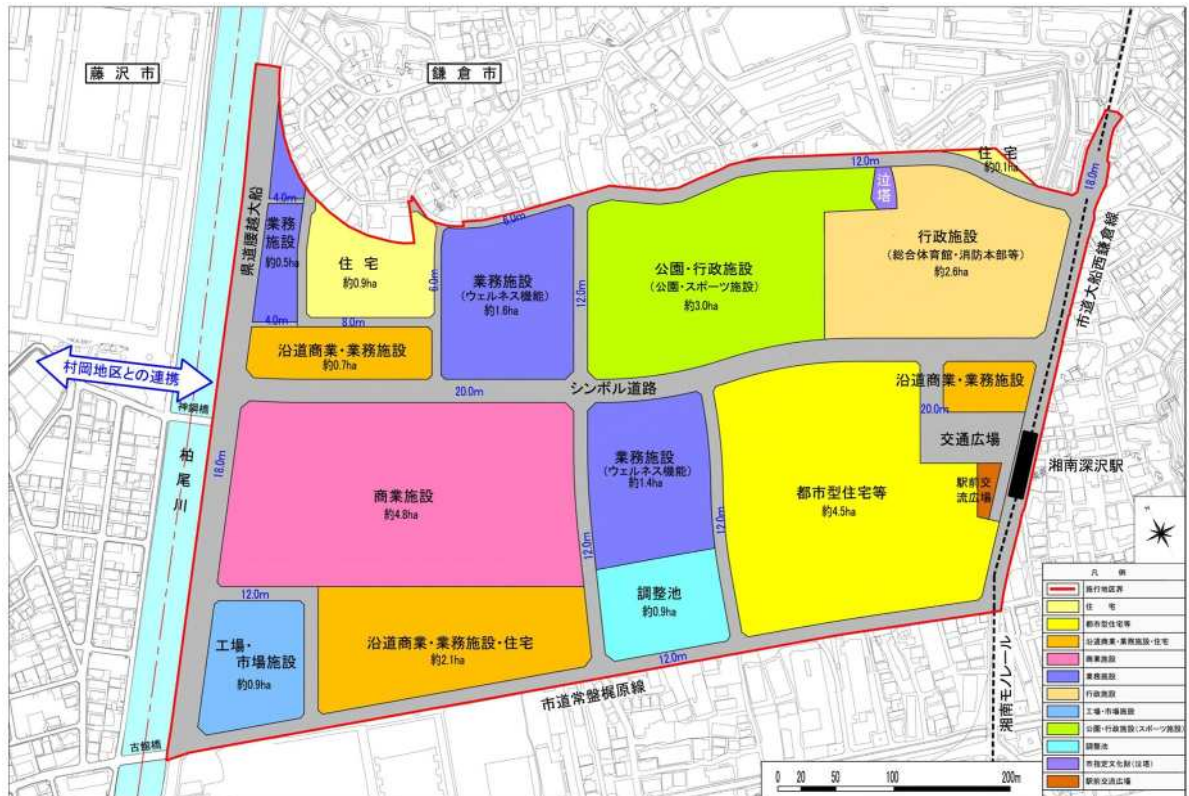 藤沢市
鎌倉市
住宅
約0.1ha
12.0m
18.0m
泣塔
県道腰越大船
4.0m
業務
施設
約0.5ha
住宅
約0.9ha
6.0m
6.0m
業務施設
(ウェルネス機能)
約1.6ha
12.0m
公園・行政施設
(公園・スポーツ施設)
約3.0ha
行政施設
(総合体育館・消防本部等)
約2.6ha
市道大船西鎌倉線
4.0m
8.0m
沿道商業・業務施設
約0.7ha
村岡地区との連携
神鋼橋
20.0m
シンボル道路
沿道商業・業務施設
20.0m
交通広場
湘南深沢駅
駅前交
流広場
柏尾川
18.0m
商業施設
約4.8ha
業務施設
(ウェルネス機能)
約1.4ha
12.0m
12.0m
都市型住宅等
約4.5ha
調整池
約0.9ha
12.0m
工場・
市場施設
約0.9ha
沿道商業・業務施設・住宅
約2.1ha
12.0m
市道常盤梶原線
湘南モノレール
古舘橋
凡例
施行地区界
住宅
都市型住宅等
沿道商業・業務施設・住宅
商業施設
業務施設
行政施設
工場・市場施設
公園・行政施設(スポーツ施設)
調整池
市指定文化財(泣塔)
駅前交流広場
0 20 50 100 200m